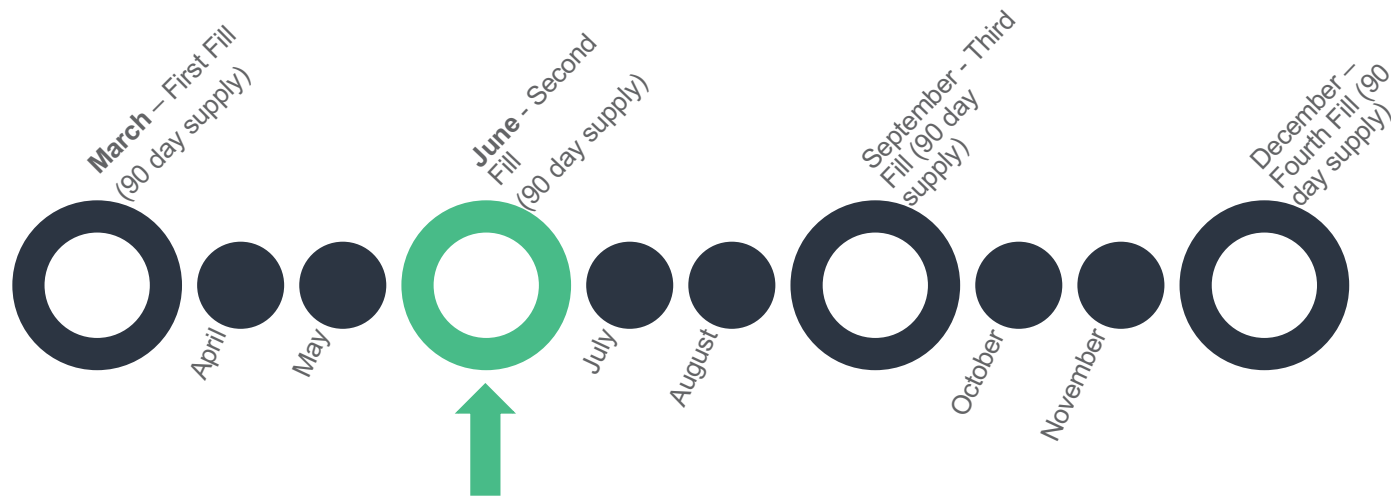 March – First Fill
(90 day supply)
April
May
June - Second
Fill
(90 day supply)
July
August
September - Third
Fill (90 day
supply)
October
November
December –
Fourth Fill (90
day supply)